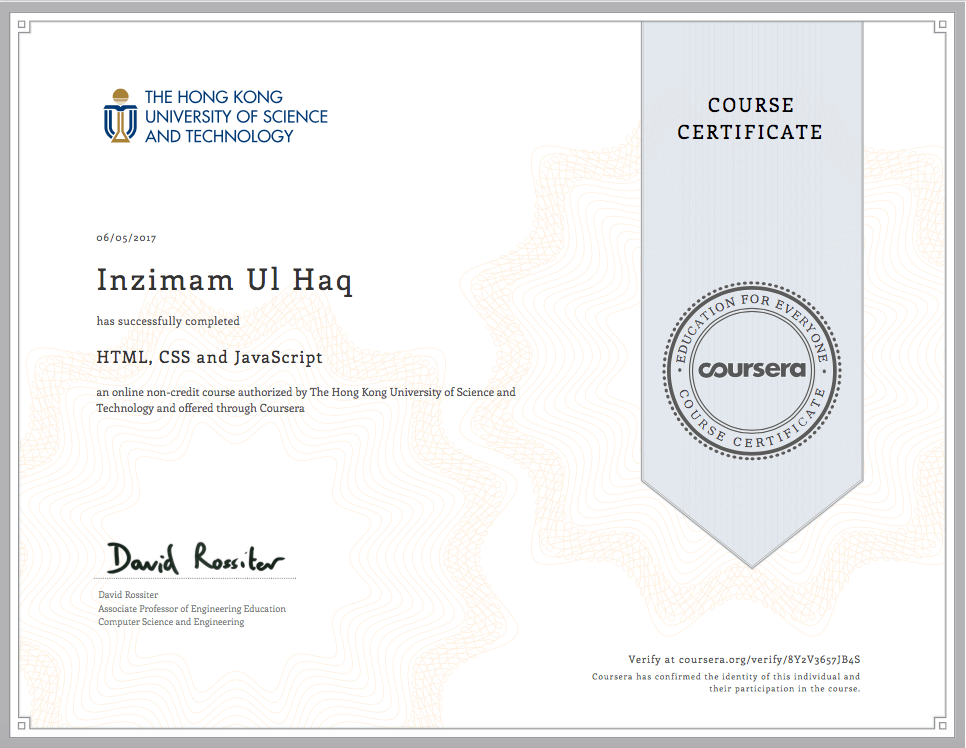 THE HONG KONG
UNIVERSITY OF SCIENCE
AND TECHNOLOGY
COURSE
CERTIFICATE
06/05/2017
Inzimam Ul Haq
has successfully completed
HTML, CSS and JavaScript
an online non-credit course authorized by The Hong Kong University of Science and
Technology and offered through Coursera
EDUCATION FOR EVERYONE
coursera
COURSE CERTIFICATE
David Rossiter
David Rossiter
Associate Professor of Engineering Education
Computer Science and Engineering
Verify at coursera.org/verify/8Y2V3657JB4S
Coursera has confirmed the identity of this individual and
their participation in the course.